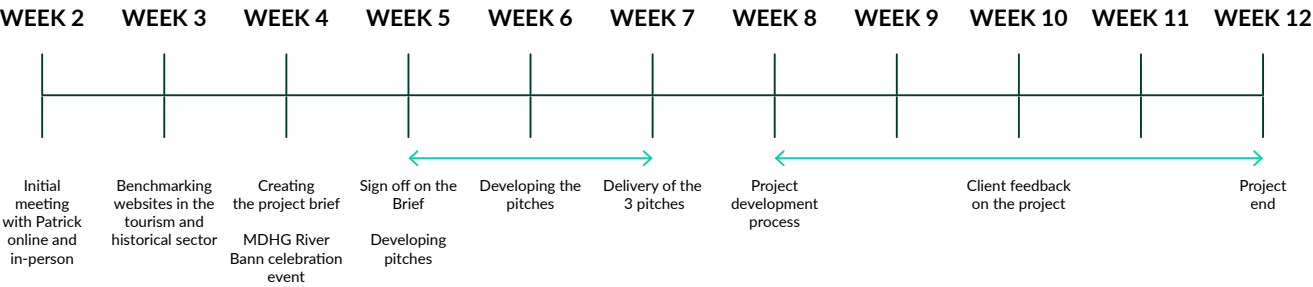 WEEK 2 WEEK 3 WEEK 4 WEEK 5 WEEK 6 WEEK 7 WEEK 8 WEEK 9 WEEK 10 WEEK 11 WEEK 12
Initial
meeting
with Patrick
online and
in-person
Benchmarking
websites in the
tourism and
historical sector
Creating
the project brief
MDHG River
Bann celebration
event
Sign off on the
Brief
Developing
pitches
Developing the
pitches
Delivery of the
3 pitches
Project
development
process
Client feedback
on the project
Project
end